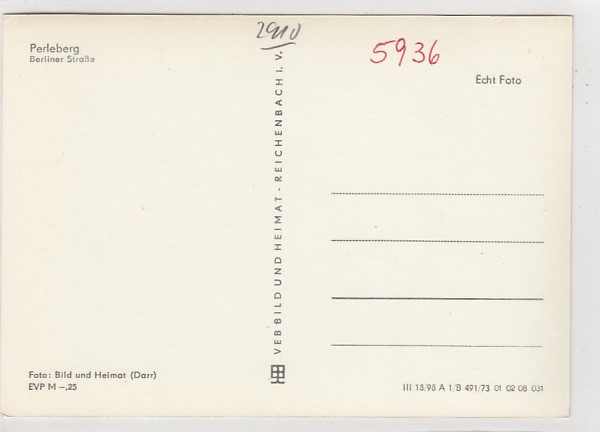 Perleberg
Berliner Straße
5936
Echt Foto
VEB BILD UND HEIMAT - REICHENBACH I. V.
Foto: Bild und Heimat (Darr)
EVP M –,25
III 18/98 A 1/B 491/73 01 02 08 031